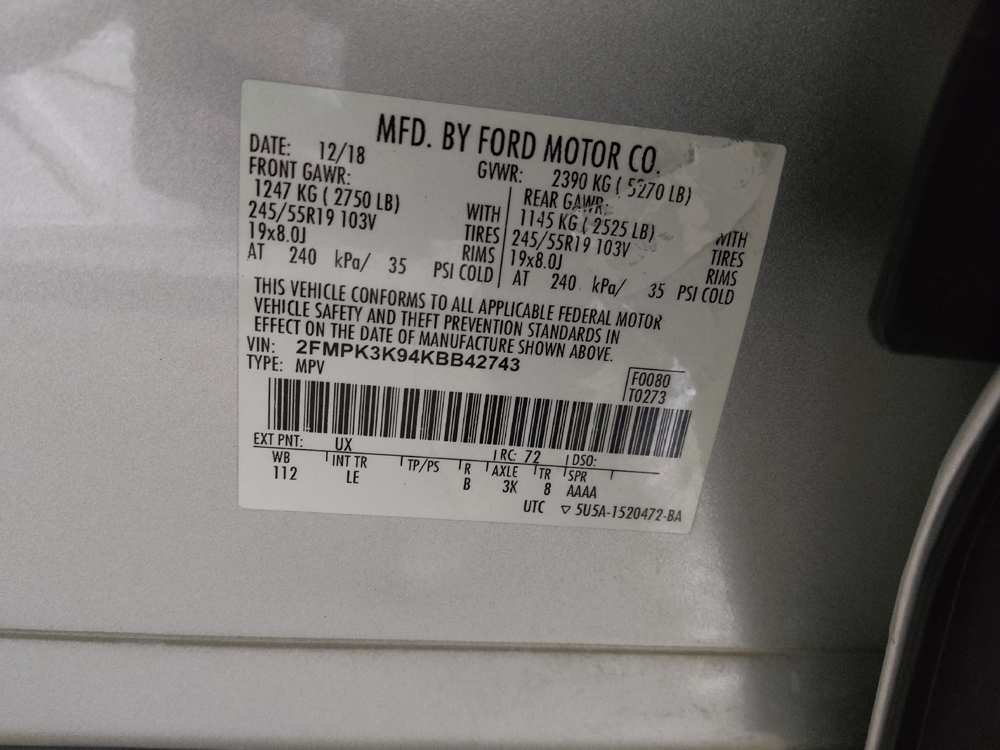 MFD. BY FORD MOTOR CO.
DATE: 12/18 GVWR: 2390 KG ( 5270 LB)
FRONT GAWR: REAR GAWR:
1247 KG ( 2750 LB) WITH 1145 KG ( 2525 LB) WITH
245/55R19 103V TIRES 245/55R19 103V TIRES
19x8.0J RIMS 19x8.0J RIMS
AT 240 kPa/ 35 PSI COLD AT 240 kPa/ 35 PSI COLD
THIS VEHICLE CONFORMS TO ALL APPLICABLE FEDERAL MOTOR
VEHICLE SAFETY AND THEFT PREVENTION STANDARDS IN
EFFECT ON THE DATE OF MANUFACTURE SHOWN ABOVE.
VIN: 2FMPK3K94KBB42743
TYPE: MPV
F0080
T0273
EXT PNT: UX RC: 72 DSO:
WB INT TR TP/PS R AXLE TR SPR
112 LE B 3K 8 AAAA
UTC ▽ 5U5A-1520472-BA